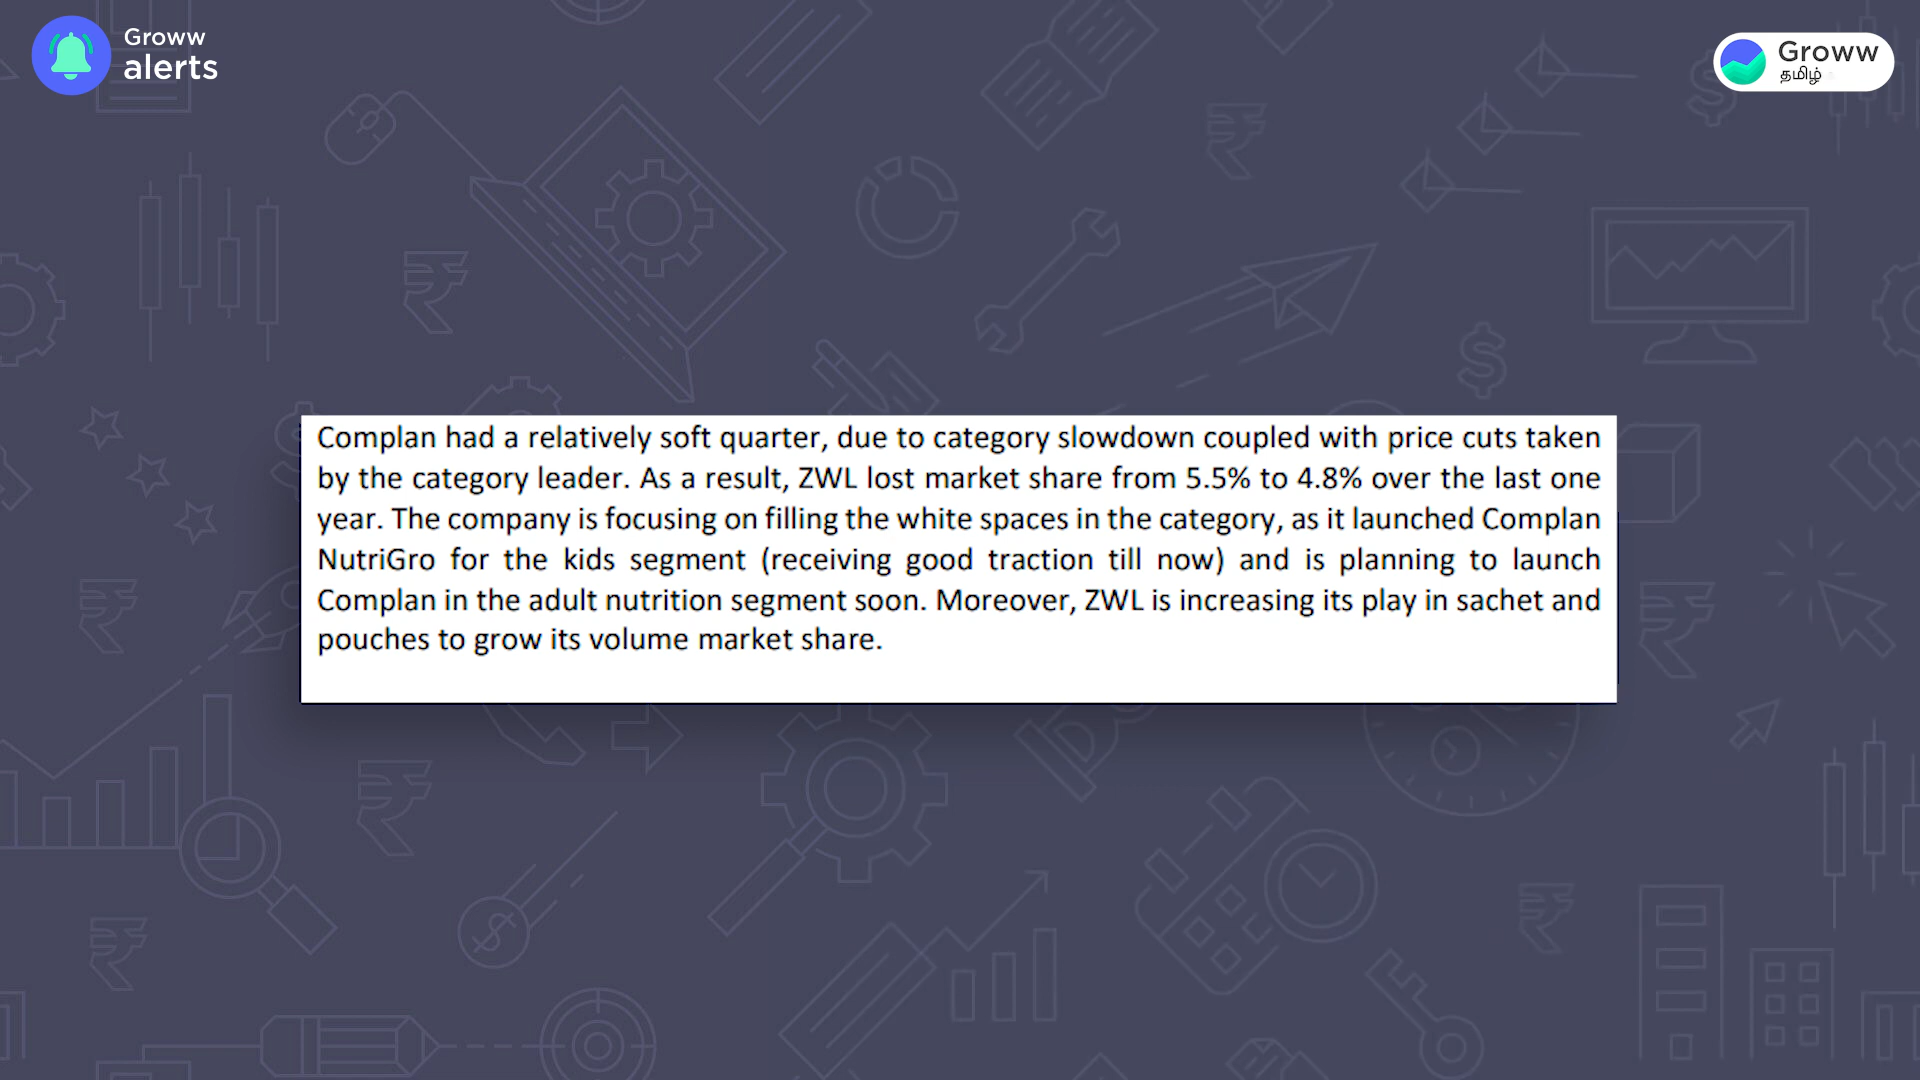 Groww
alerts
Groww
தமிழ்
Complan had a relatively soft quarter, due to category slowdown coupled with price cuts taken
by the category leader. As a result, ZWL lost market share from 5.5% to 4.8% over the last one
year. The company is focusing on filling the white spaces in the category, as it launched Complan
NutriGro for the kids segment (receiving good traction till now) and is planning to launch
Complan in the adult nutrition segment soon. Moreover, ZWL is increasing its play in sachet and
pouches to grow its volume market share.